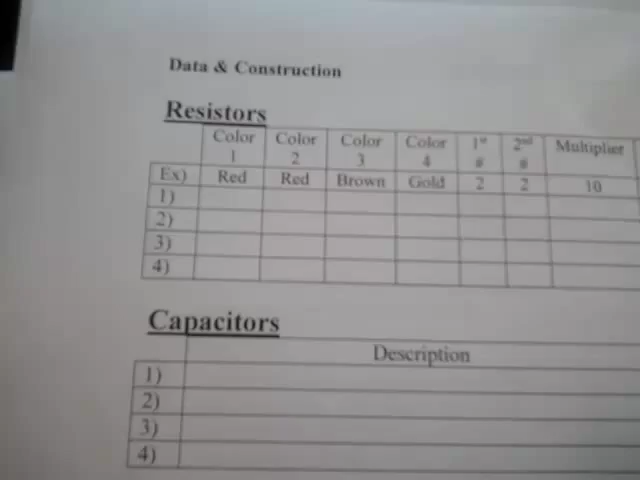 Data & Construction
Resistors
Color 1 Color 2 Color 3 Color 4 1st # 2nd # Multiplier
Ex) Red Red Brown Gold 2 2 10
1)
2)
3)
4)
Capacitors
Description
1)
2)
3)
4)